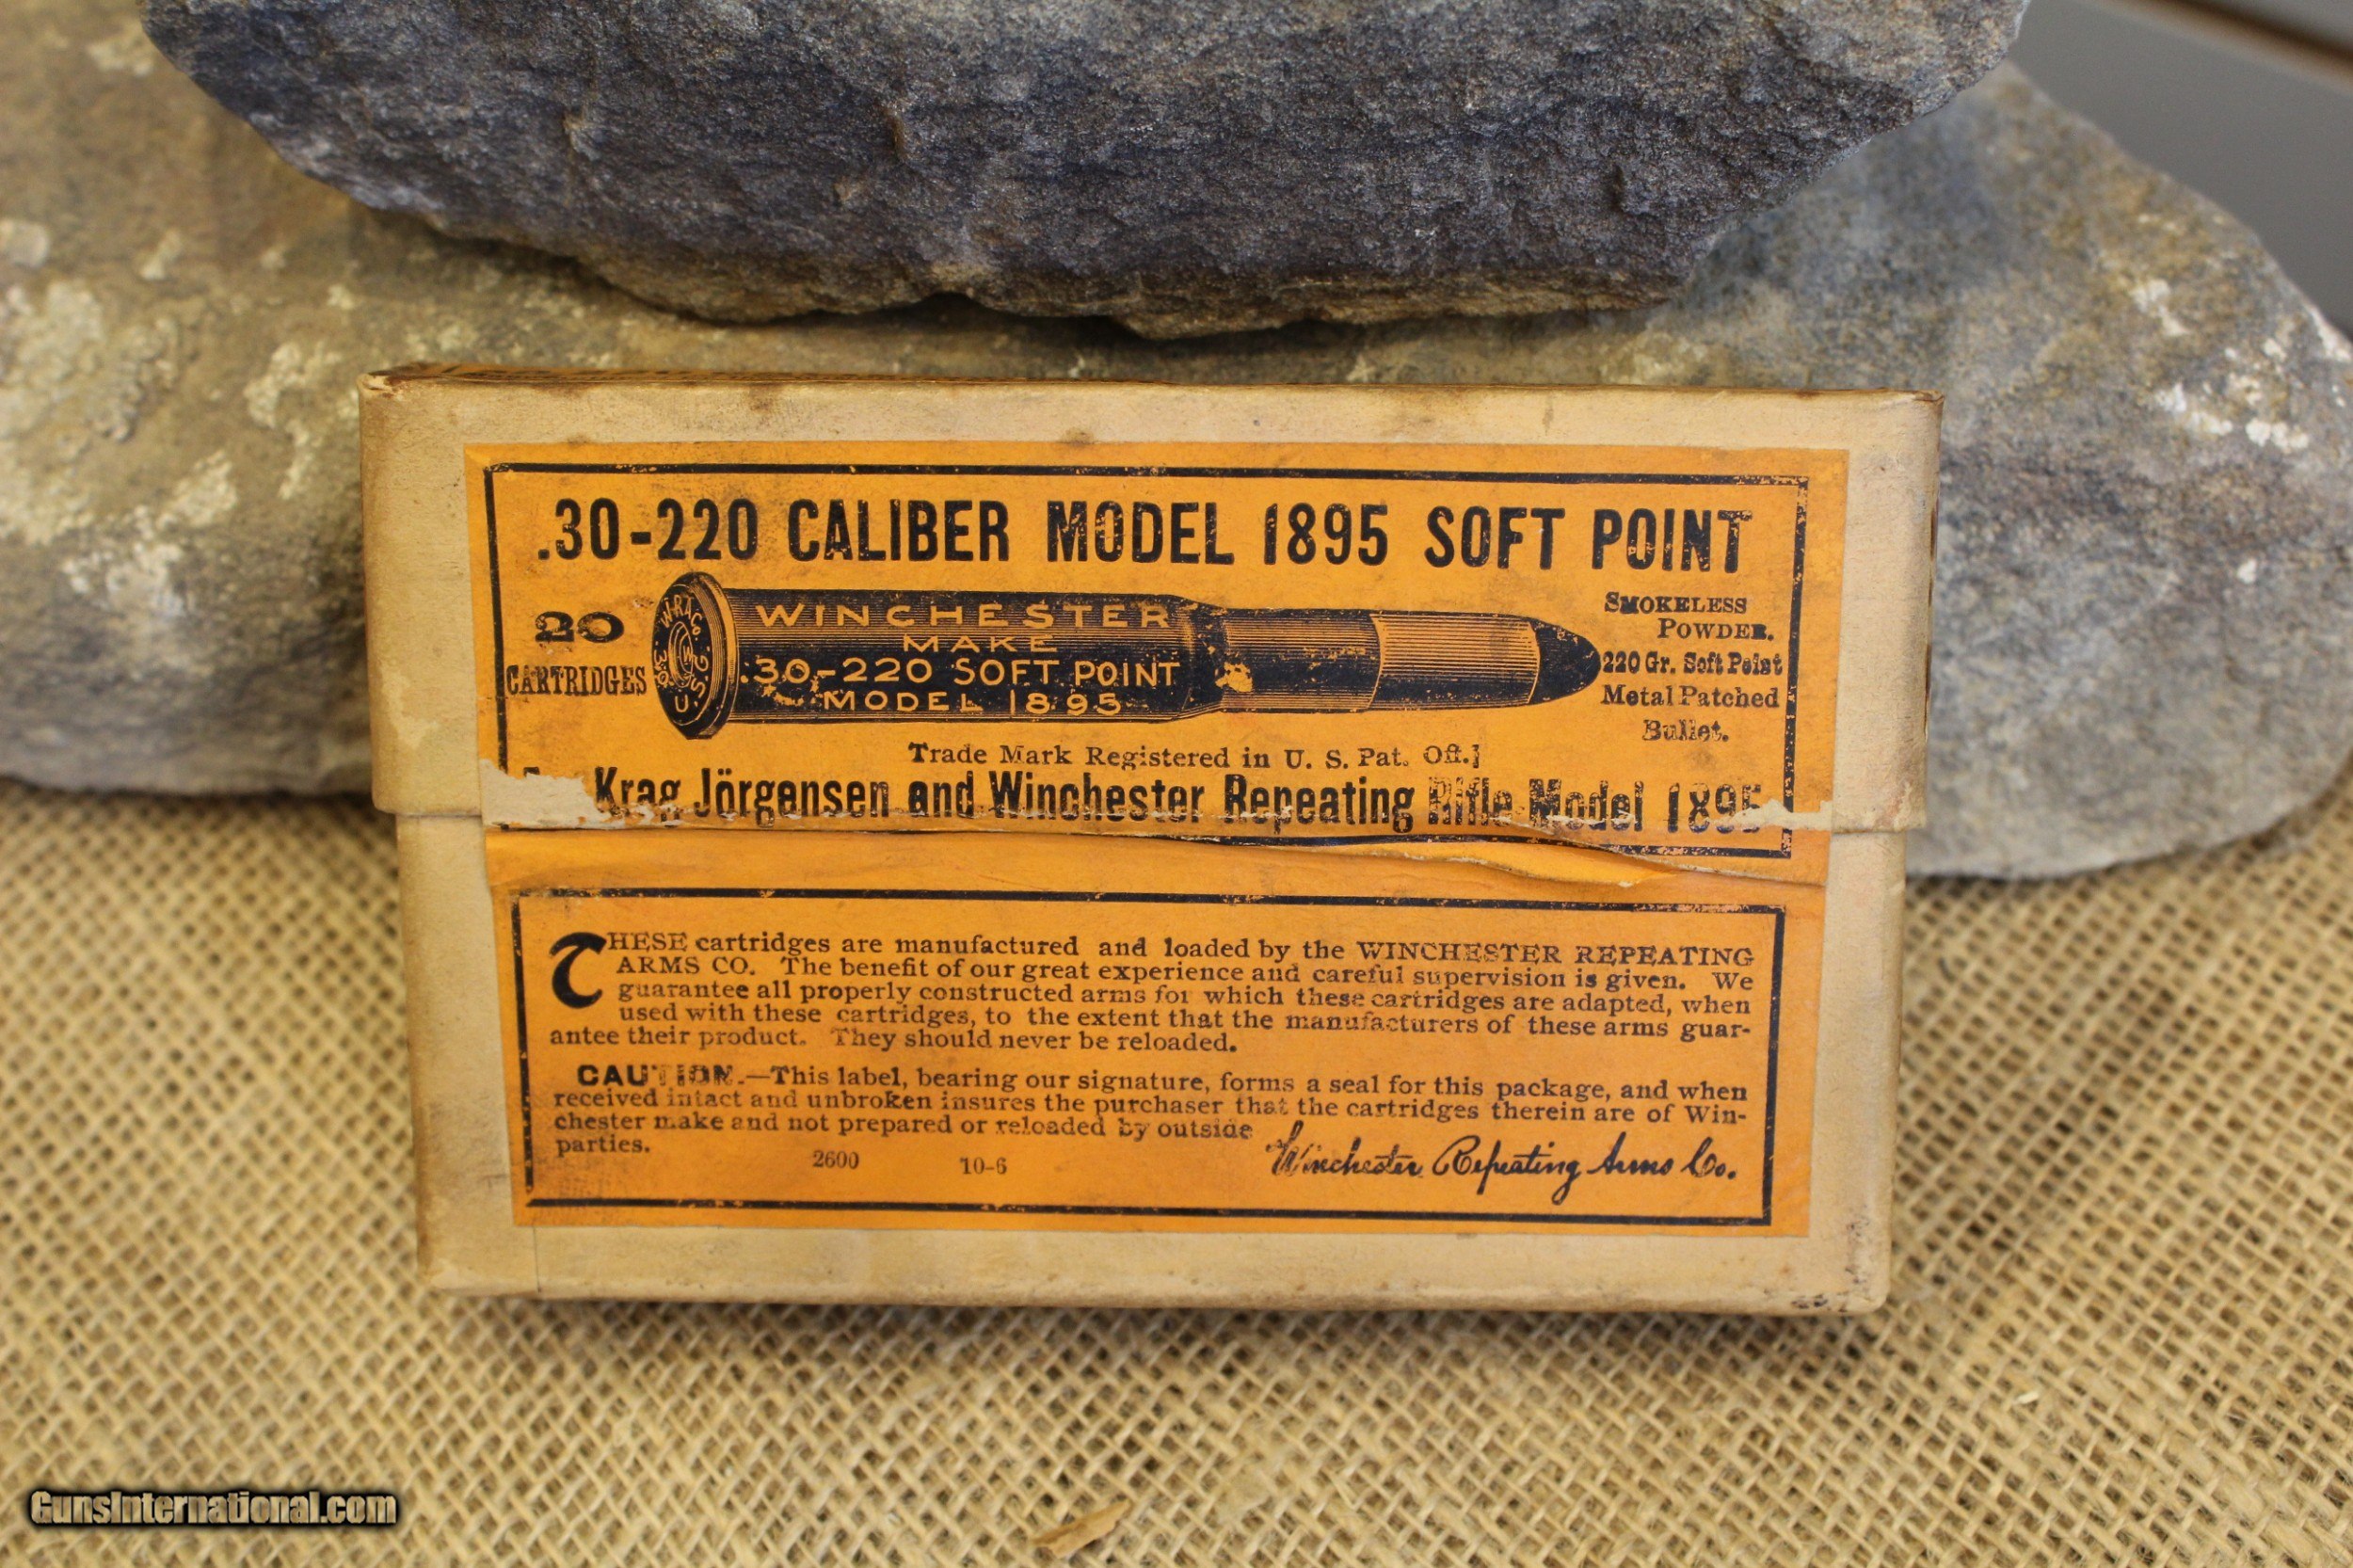 .30-220 CALIBER MODEL 1895 SOFT POINT
20
CARTRIDGES
W.R.A.Co.
.30
U.S.G.
WINCHESTER
MAKE
.30-220 SOFT POINT
MODEL 1895
SMOKELESS
POWDER.
220 Gr. Soft Point
Metal Patched
Bullet.
Trade Mark Registered in U. S. Pat. Off.]
Krag Jörgensen and Winchester Repeating Rifle Model 1895
THESE cartridges are manufactured and loaded by the WINCHESTER REPEATING
ARMS CO. The benefit of our great experience and careful supervision is given. We
guarantee all properly constructed arms for which these cartridges are adapted, when
used with these cartridges, to the extent that the manufacturers of these arms guar-
antee their product. They should never be reloaded.
CAUTION.—This label, bearing our signature, forms a seal for this package, and when
received intact and unbroken insures the purchaser that the cartridges therein are of Win-
chester make and not prepared or reloaded by outside
parties.
2600 10-6
Winchester Repeating Arms Co.
GunsInternational.com